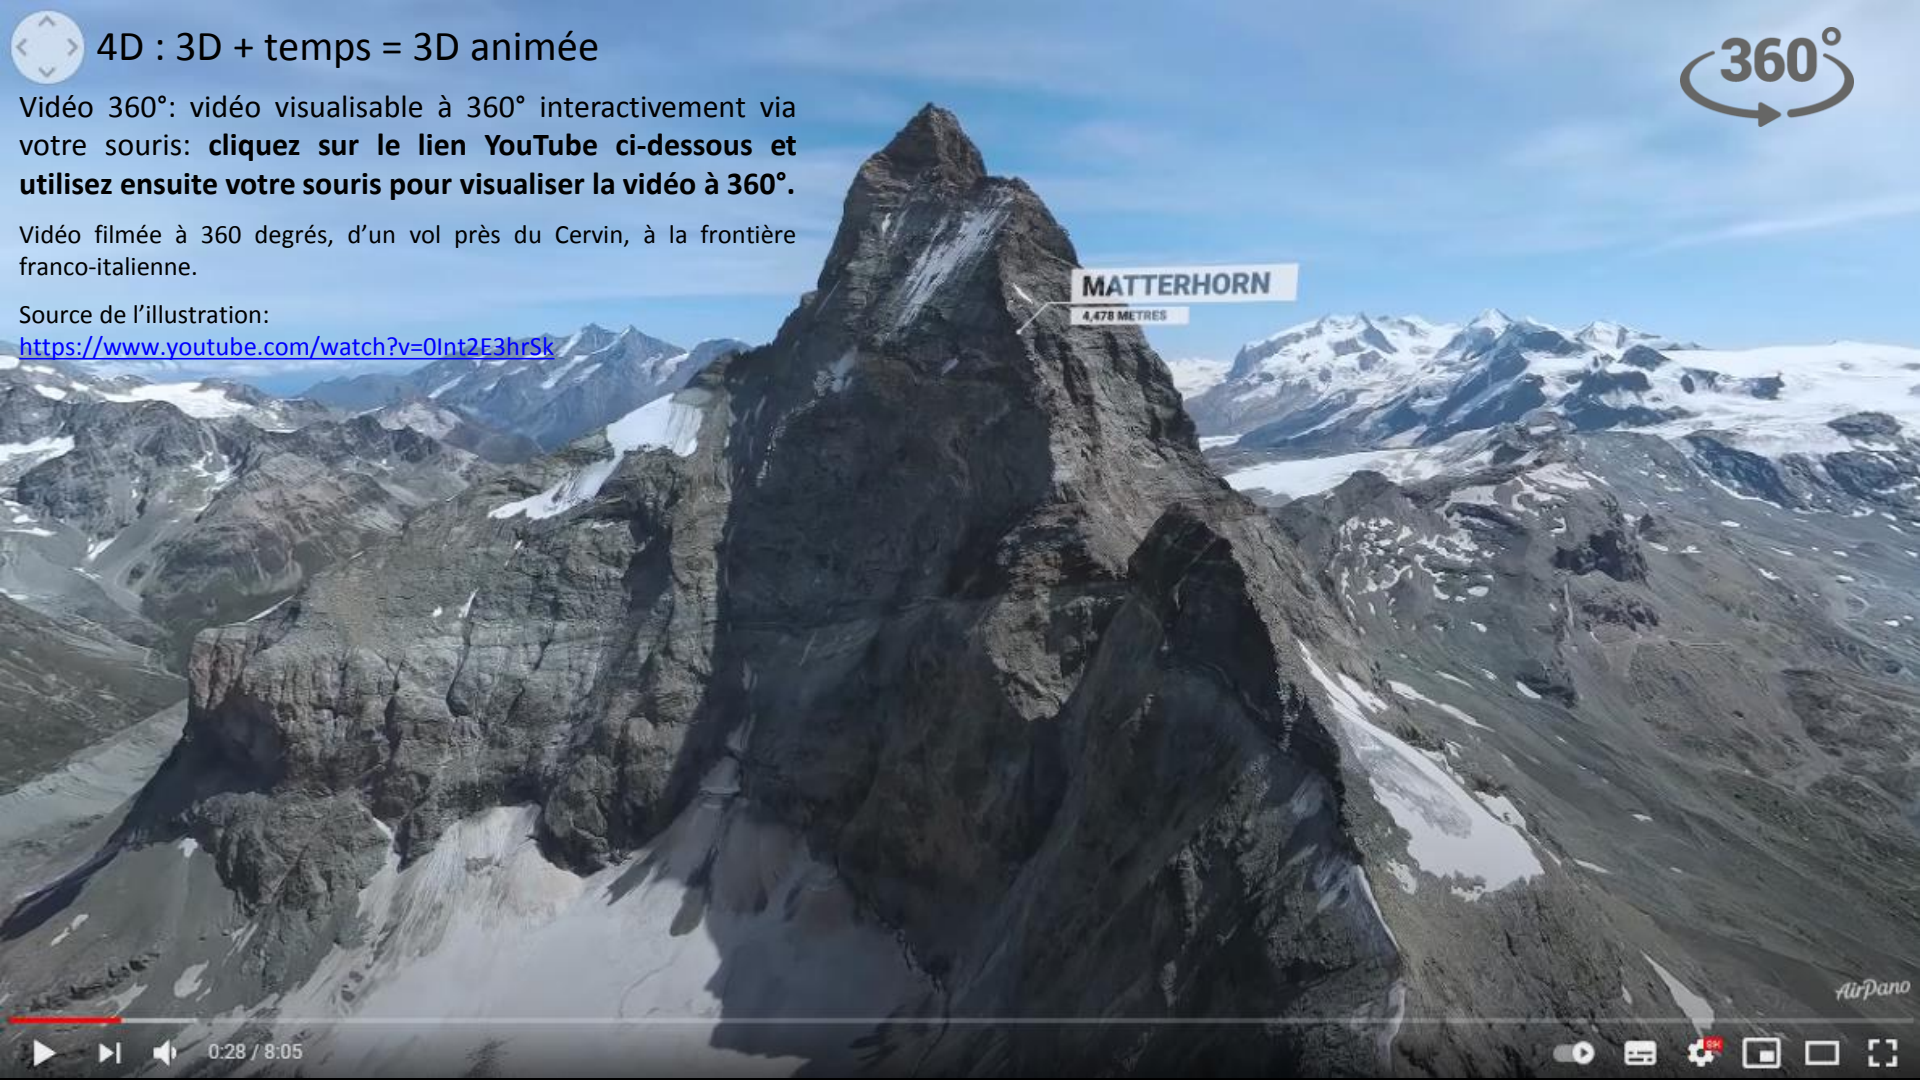 4D : 3D + temps = 3D animée
360°
Vidéo 360°: vidéo visualisable à 360° interactivement via
votre souris: cliquez sur le lien YouTube ci-dessous et
utilisez ensuite votre souris pour visualiser la vidéo à 360°.
Vidéo filmée à 360 degrés, d’un vol près du Cervin, à la frontière
franco-italienne.
Source de l’illustration:
https://www.youtube.com/watch?v=0Int2E3hrSk
MATTERHORN
4,478 METRES
AirPano
0:28 / 8:05